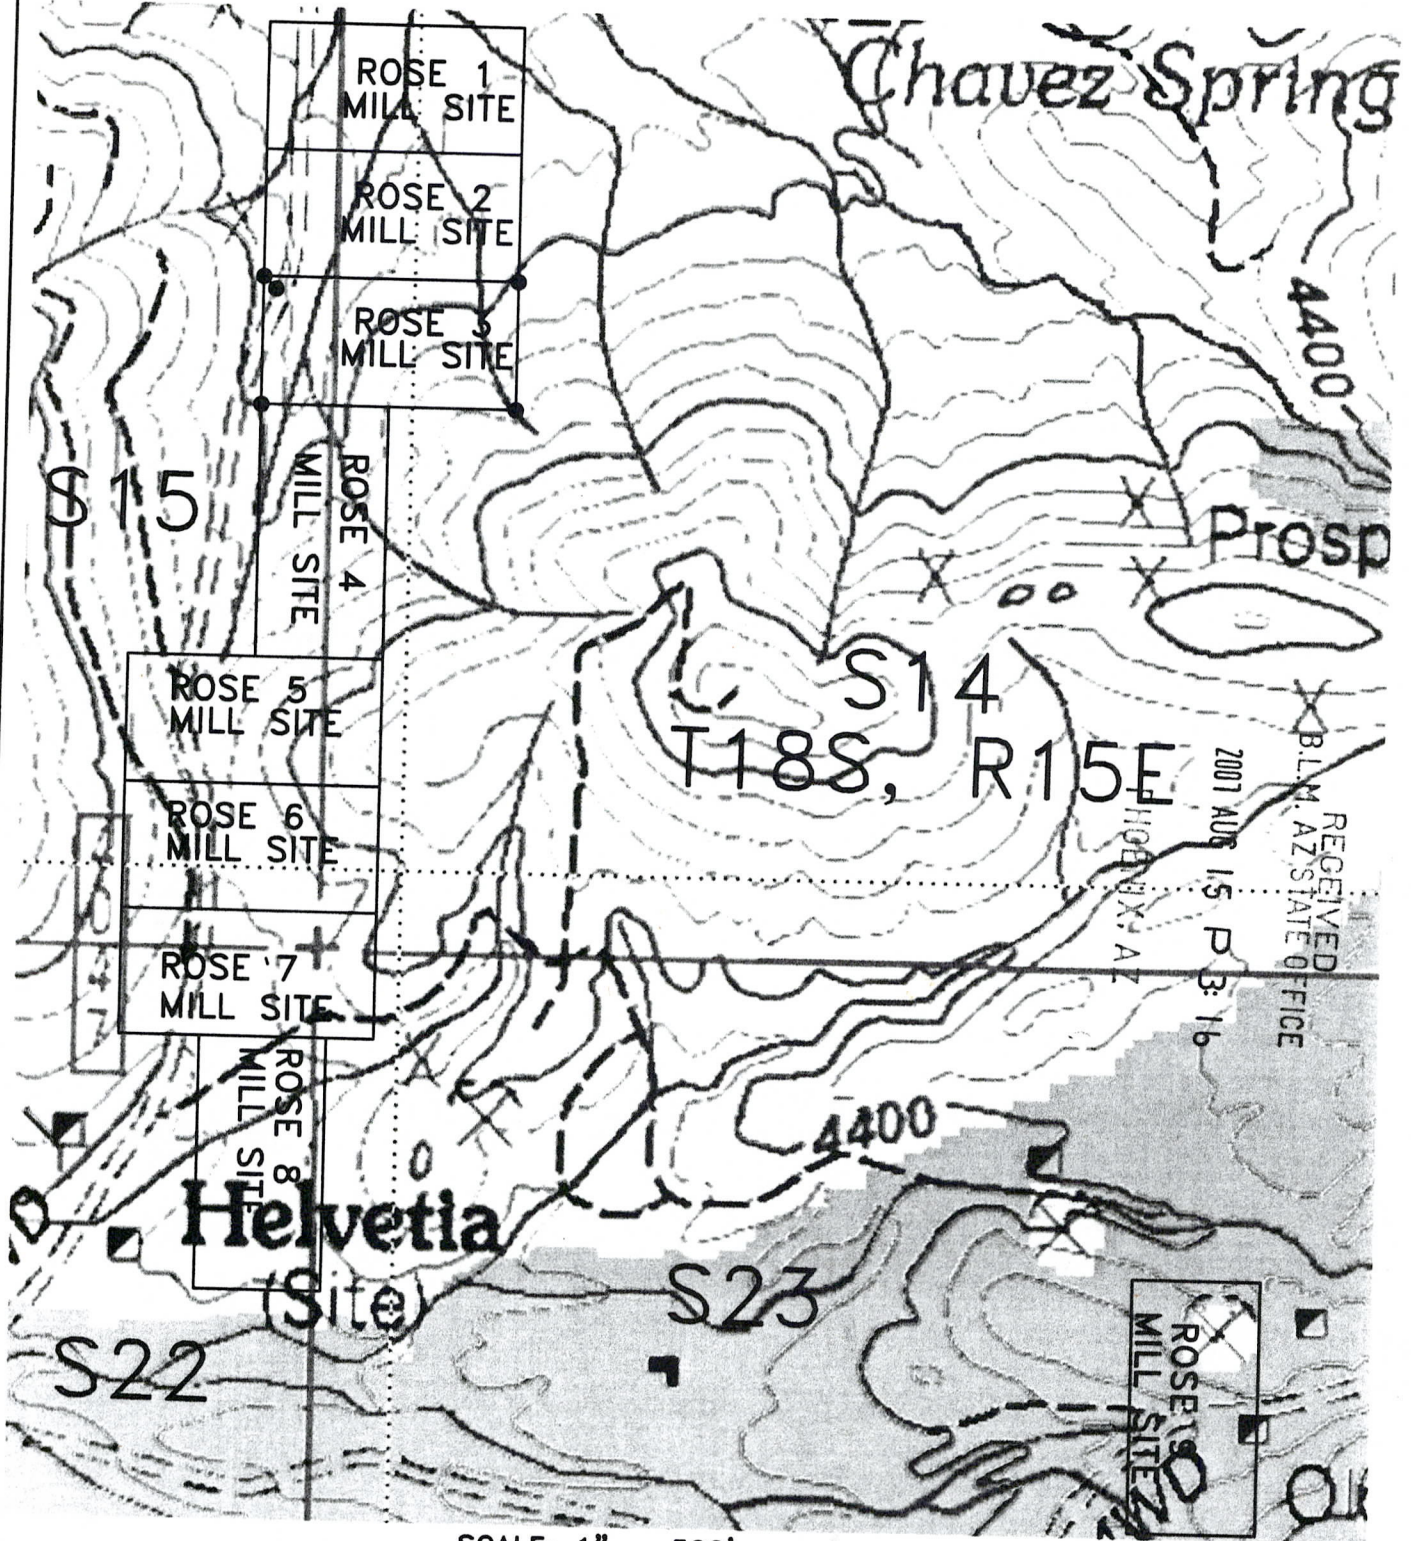 ROSE 1
MILL SITE
Chavez Spring
ROSE 2
MILL SITE
ROSE 3
MILL SITE
4400
S15
ROSE 4
MILL SITE
Prosp
ROSE 5
MILL SITE
S14
T18S, R15E
ROSE 6
MILL SITE
RECEIVED
B.L.M. AZ STATE OFFICE
2001 AUG 15 P 3: 16
ROSE 7
MILL SITE
ROSE 8
MILL SITE
4400
Helvetia
(Site)
S23
S22
ROSE 9
MILL SITE